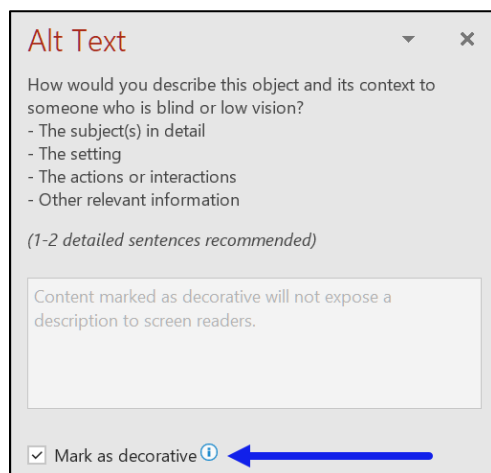 Alt Text
How would you describe this object and its context to
someone who is blind or low vision?
- The subject(s) in detail
- The setting
- The actions or interactions
- Other relevant information
(1-2 detailed sentences recommended)
Content marked as decorative will not expose a
description to screen readers.
Mark as decorative